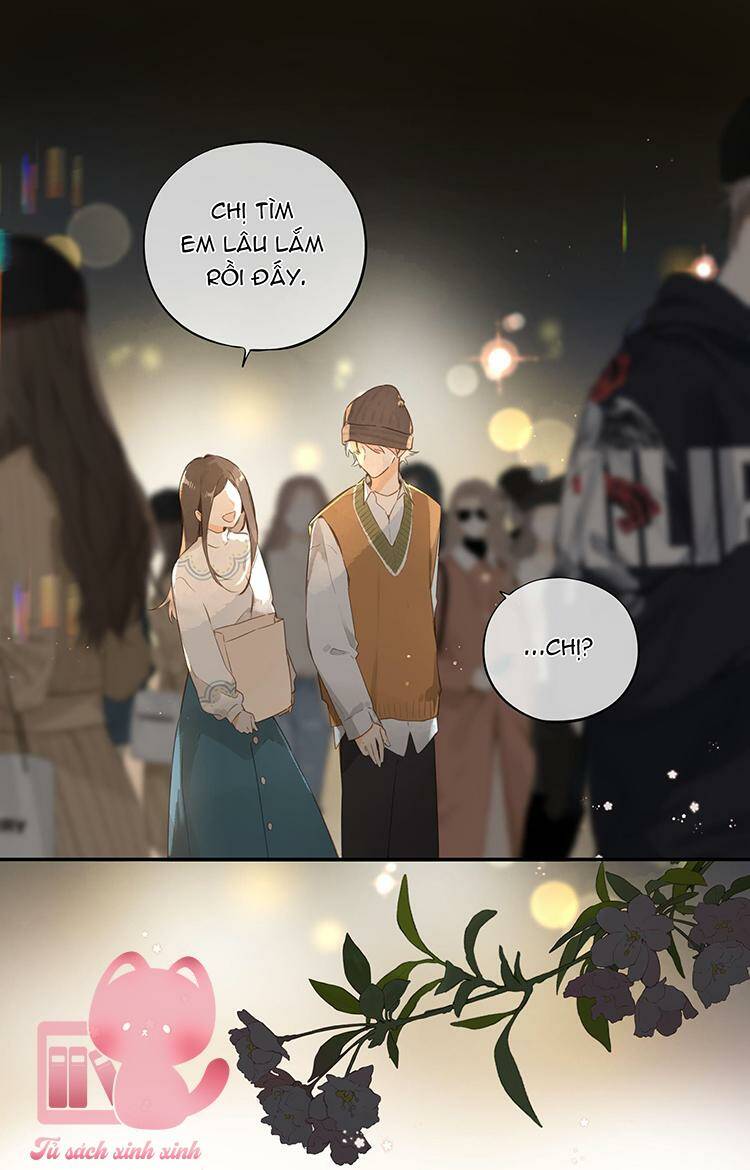 CHỊ TÌM
EM LÂU LẮM
RỒI ĐẤY.
...CHỊ?
Tủ sách xinh xinh